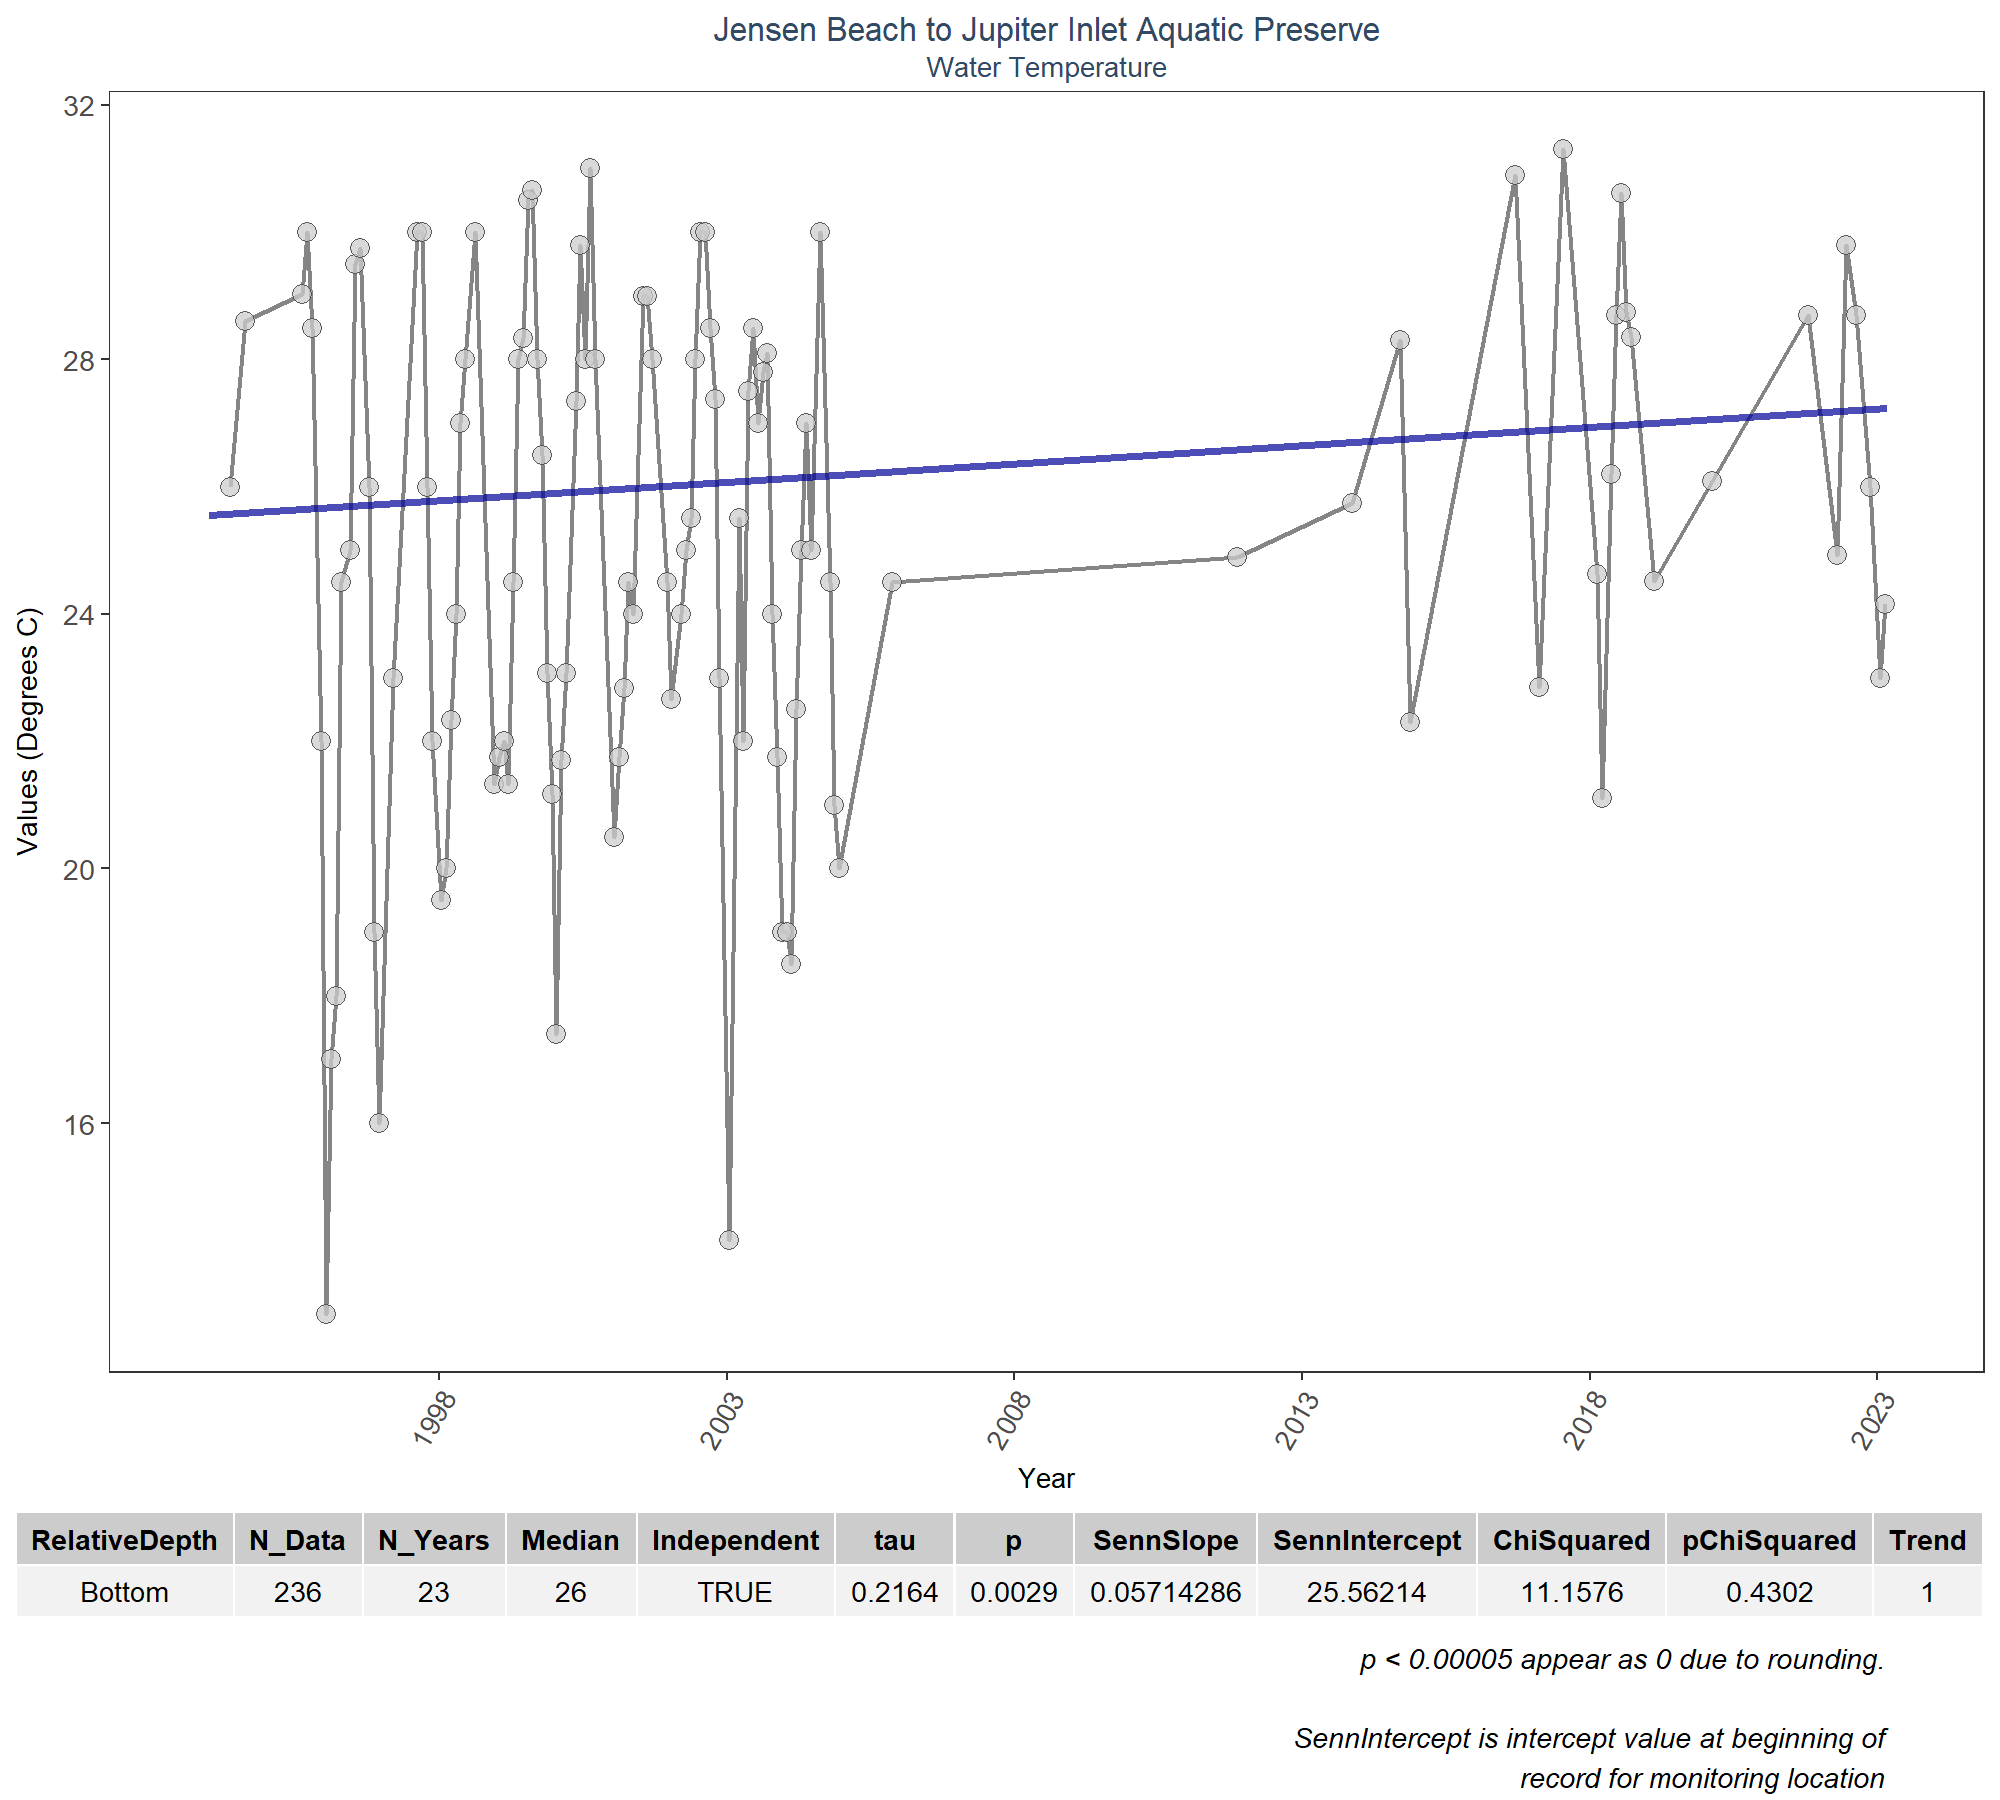 Jensen Beach to Jupiter Inlet Aquatic Preserve
Water Temperature
32
28
24
20
16
Values (Degrees C)
1998
2003
2008
2013
2018
2023
Year
RelativeDepth N_Data N_Years Median Independent tau p SennSlope SennIntercept ChiSquared pChiSquared Trend
Bottom 236 23 26 TRUE 0.2164 0.0029 0.05714286 25.56214 11.1576 0.4302 1
p < 0.00005 appear as 0 due to rounding.
SennIntercept is intercept value at beginning of
record for monitoring location